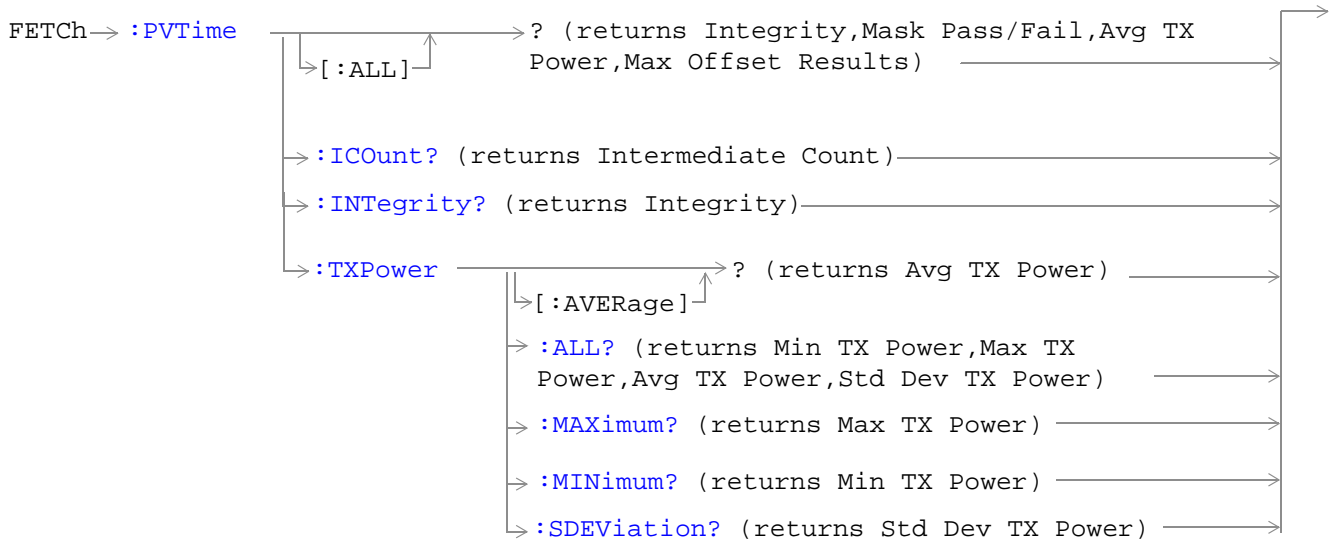 FETCh :PVTime ? (returns Integrity,Mask Pass/Fail,Avg TX
[:ALL] Power,Max Offset Results)
:ICOunt? (returns Intermediate Count)
:INTegrity? (returns Integrity)
:TXPower ? (returns Avg TX Power)
[:AVERage]
:ALL? (returns Min TX Power,Max TX
Power,Avg TX Power,Std Dev TX Power)
:MAXimum? (returns Max TX Power)
:MINimum? (returns Min TX Power)
:SDEViation? (returns Std Dev TX Power)